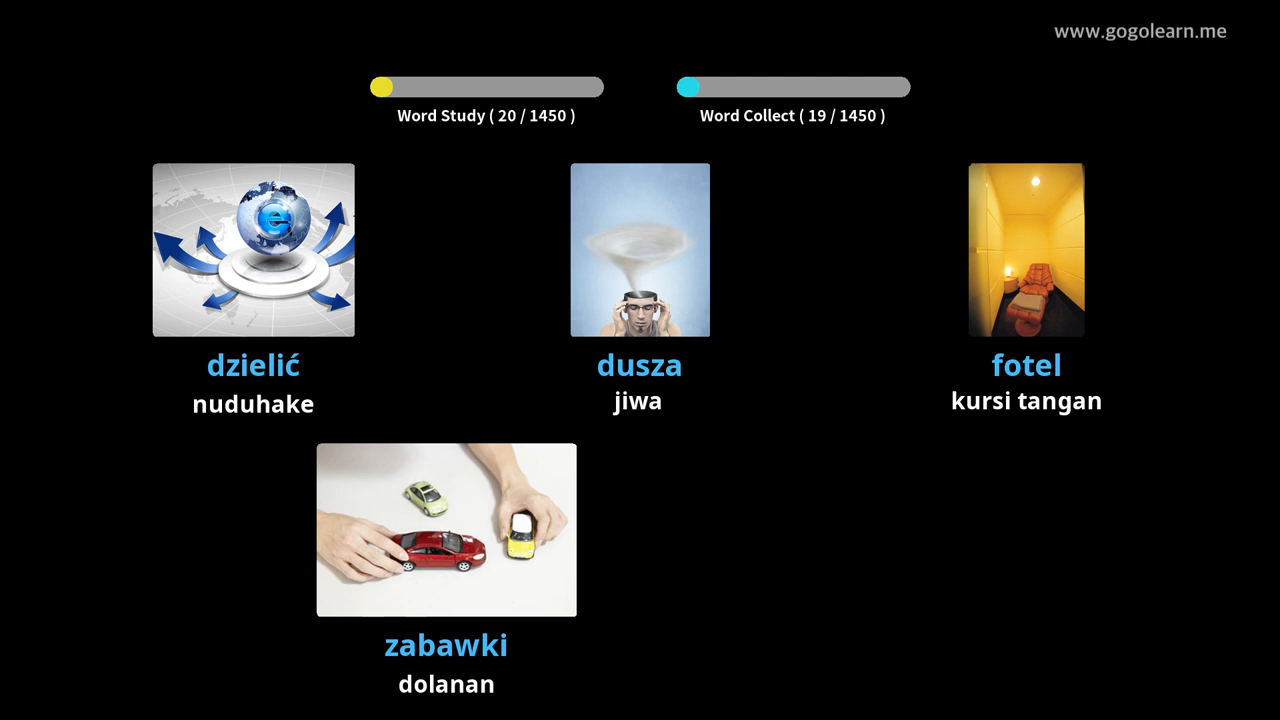 www.gogolearn.me
Word Study ( 20 / 1450 )
Word Collect ( 19 / 1450 )
e
dzielić
dusza
fotel
nuduhake
jiwa
kursi tangan
zabawki
dolanan